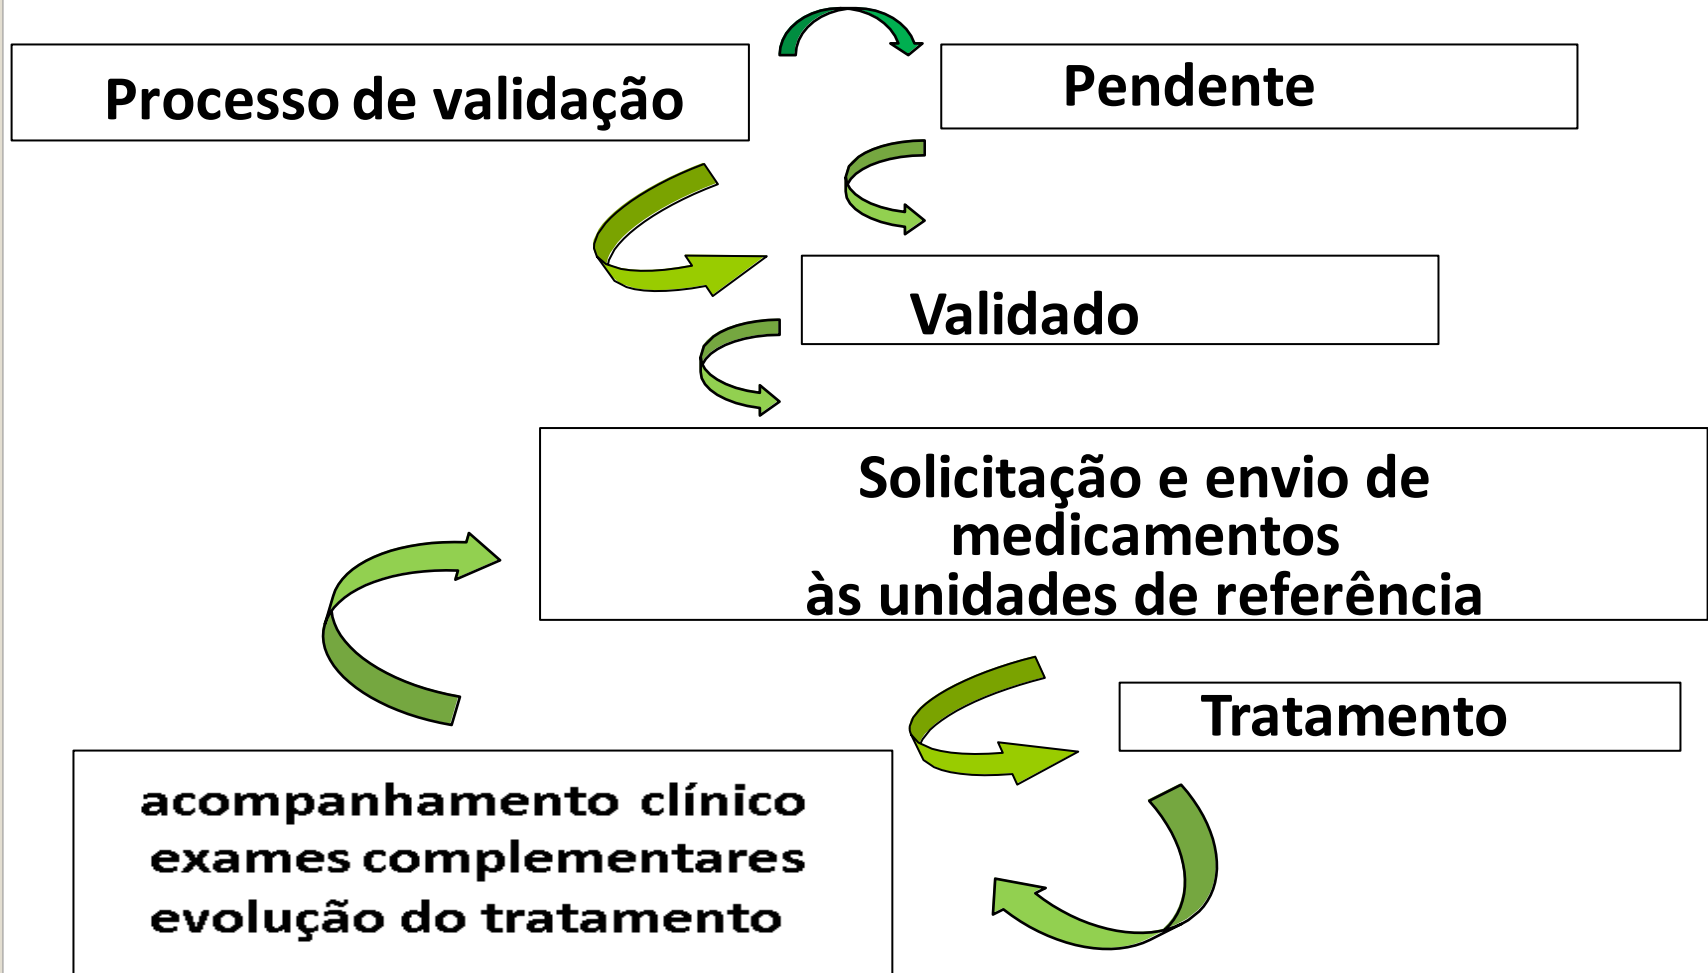 Processo de validação
Pendente
Validado
Solicitação e envio de
medicamentos
às unidades de referência
Tratamento
acompanhamento clínico
exames complementares
evolução do tratamento